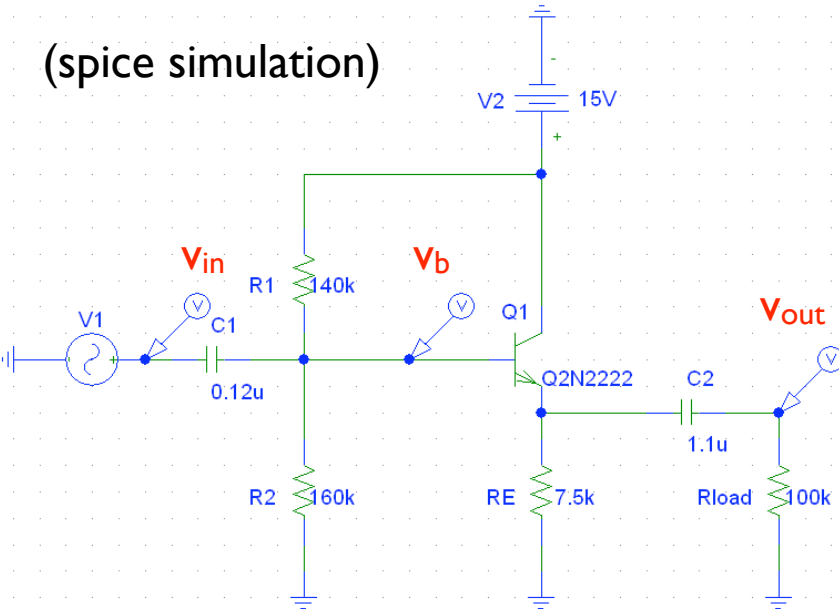 (spice simulation)
V2
15V
-
+
Vin
Vb
R1
140k
Q1
Vout
V1
C1
V
V
V
+
0.12u
Q2N2222
C2
1.1u
R2
160k
RE
7.5k
Rload
100k